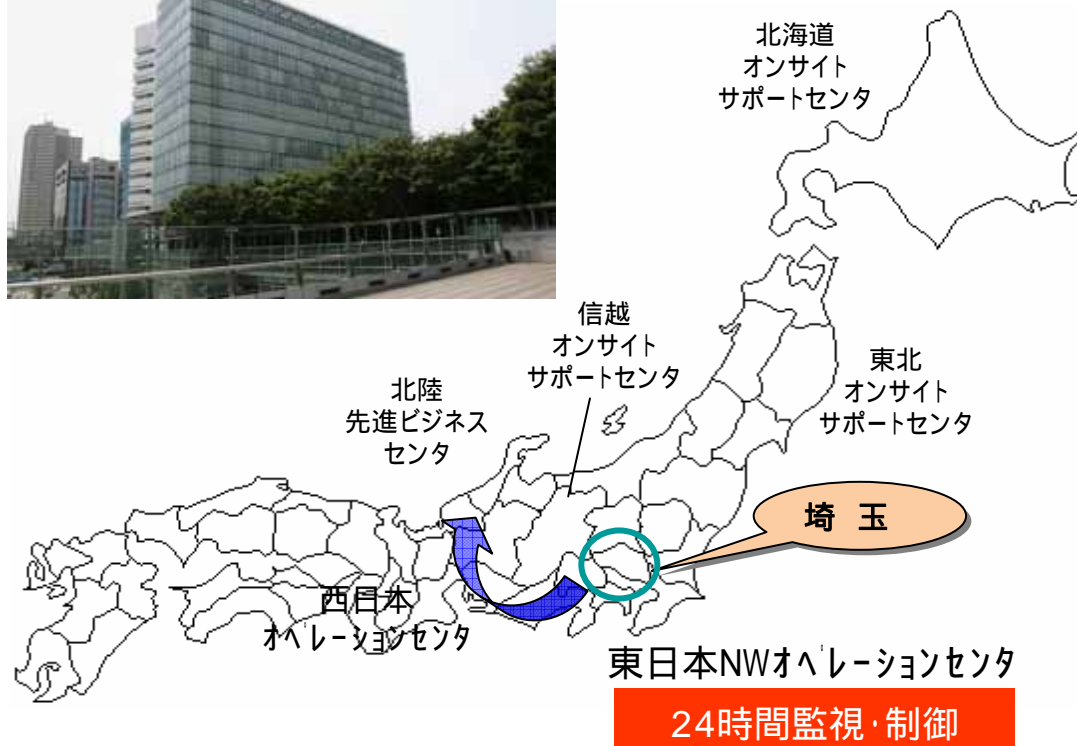 北海道
オンサイト
サポートセンタ
信越
オンサイト
サポートセンタ
東北
オンサイト
サポートセンタ
北陸
先進ビジネス
センタ
埼 玉
西日本
オペレーションセンタ
東日本NWオペレーションセンタ
24時間監視・制御